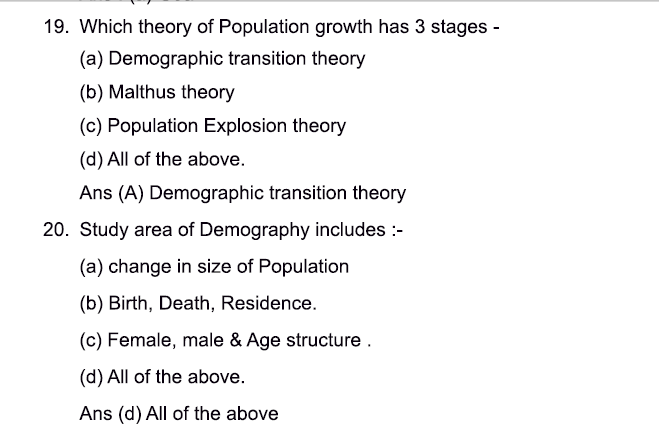 19. Which theory of Population growth has 3 stages -
(a) Demographic transition theory
(b) Malthus theory
(c) Population Explosion theory
(d) All of the above.
Ans (A) Demographic transition theory
20. Study area of Demography includes :-
(a) change in size of Population
(b) Birth, Death, Residence.
(c) Female, male & Age structure .
(d) All of the above.
Ans (d) All of the above